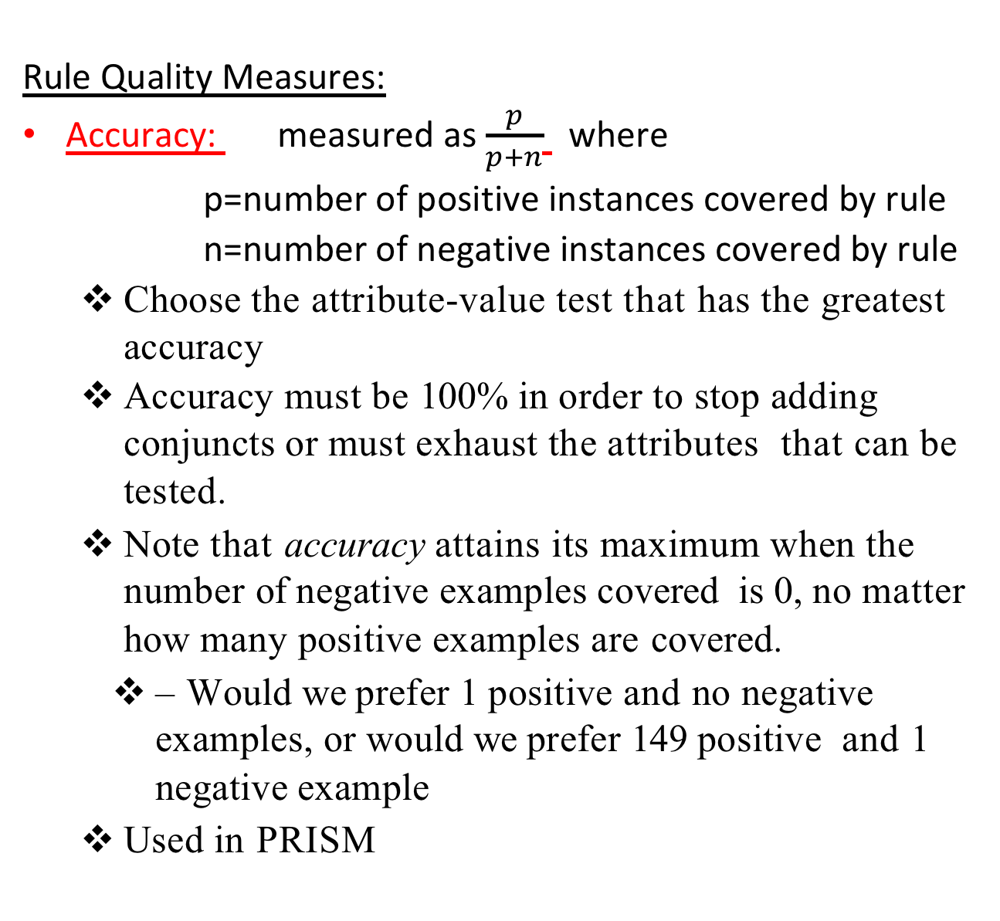 Rule Quality Measures:
• Accuracy: measured as p/(p+n) where
p=number of positive instances covered by rule
n=number of negative instances covered by rule
❖ Choose the attribute-value test that has the greatest
accuracy
❖ Accuracy must be 100% in order to stop adding
conjuncts or must exhaust the attributes that can be
tested.
❖ Note that accuracy attains its maximum when the
number of negative examples covered is 0, no matter
how many positive examples are covered.
❖ – Would we prefer 1 positive and no negative
examples, or would we prefer 149 positive and 1
negative example
❖ Used in PRISM